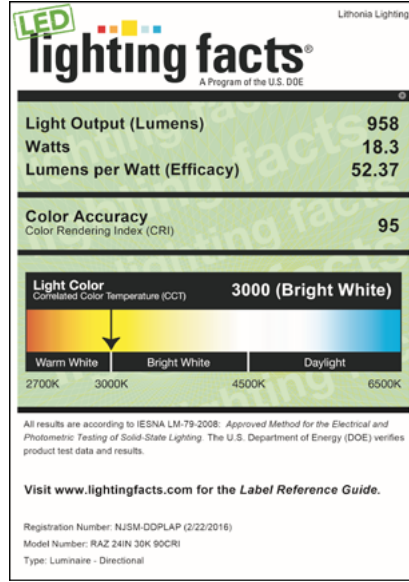 Lithonia Lighting
LED
lighting facts®
A Program of the U.S. DOE
Light Output (Lumens) 958
Watts 18.3
Lumens per Watt (Efficacy) 52.37
Color Accuracy
Color Rendering Index (CRI) 95
Light Color
Correlated Color Temperature (CCT) 3000 (Bright White)
Warm White Bright White Daylight
2700K 3000K 4500K 6500K
All results are according to IESNA LM-79-2008: Approved Method for the Electrical and
Photometric Testing of Solid-State Lighting. The U.S. Department of Energy (DOE) verifies
product test data and results.
Visit www.lightingfacts.com for the Label Reference Guide.
Registration Number: NJSM-DDPLAP (2/22/2016)
Model Number: RAZ 24IN 30K 90CRI
Type: Luminaire - Directional